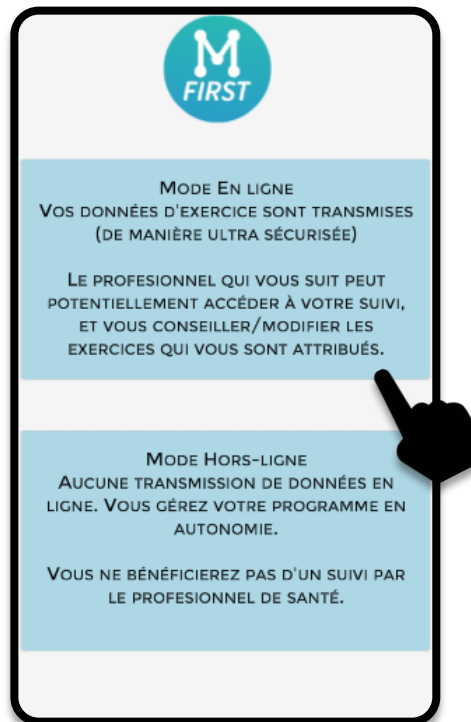 M
FIRST
MODE EN LIGNE
VOS DONNÉES D'EXERCICE SONT TRANSMISES
(DE MANIÈRE ULTRA SÉCURISÉE)
LE PROFESIONNEL QUI VOUS SUIT PEUT
POTENTIELLEMENT ACCÉDER À VOTRE SUIVI,
ET VOUS CONSEILLER/MODIFIER LES
EXERCICES QUI VOUS SONT ATTRIBUÉS.
MODE HORS-LIGNE
AUCUNE TRANSMISSION DE DONNÉES EN
LIGNE. VOUS GÉREZ VOTRE PROGRAMME EN
AUTONOMIE.
VOUS NE BÉNÉFICIEREZ PAS D'UN SUIVI PAR
LE PROFESIONNEL DE SANTÉ.